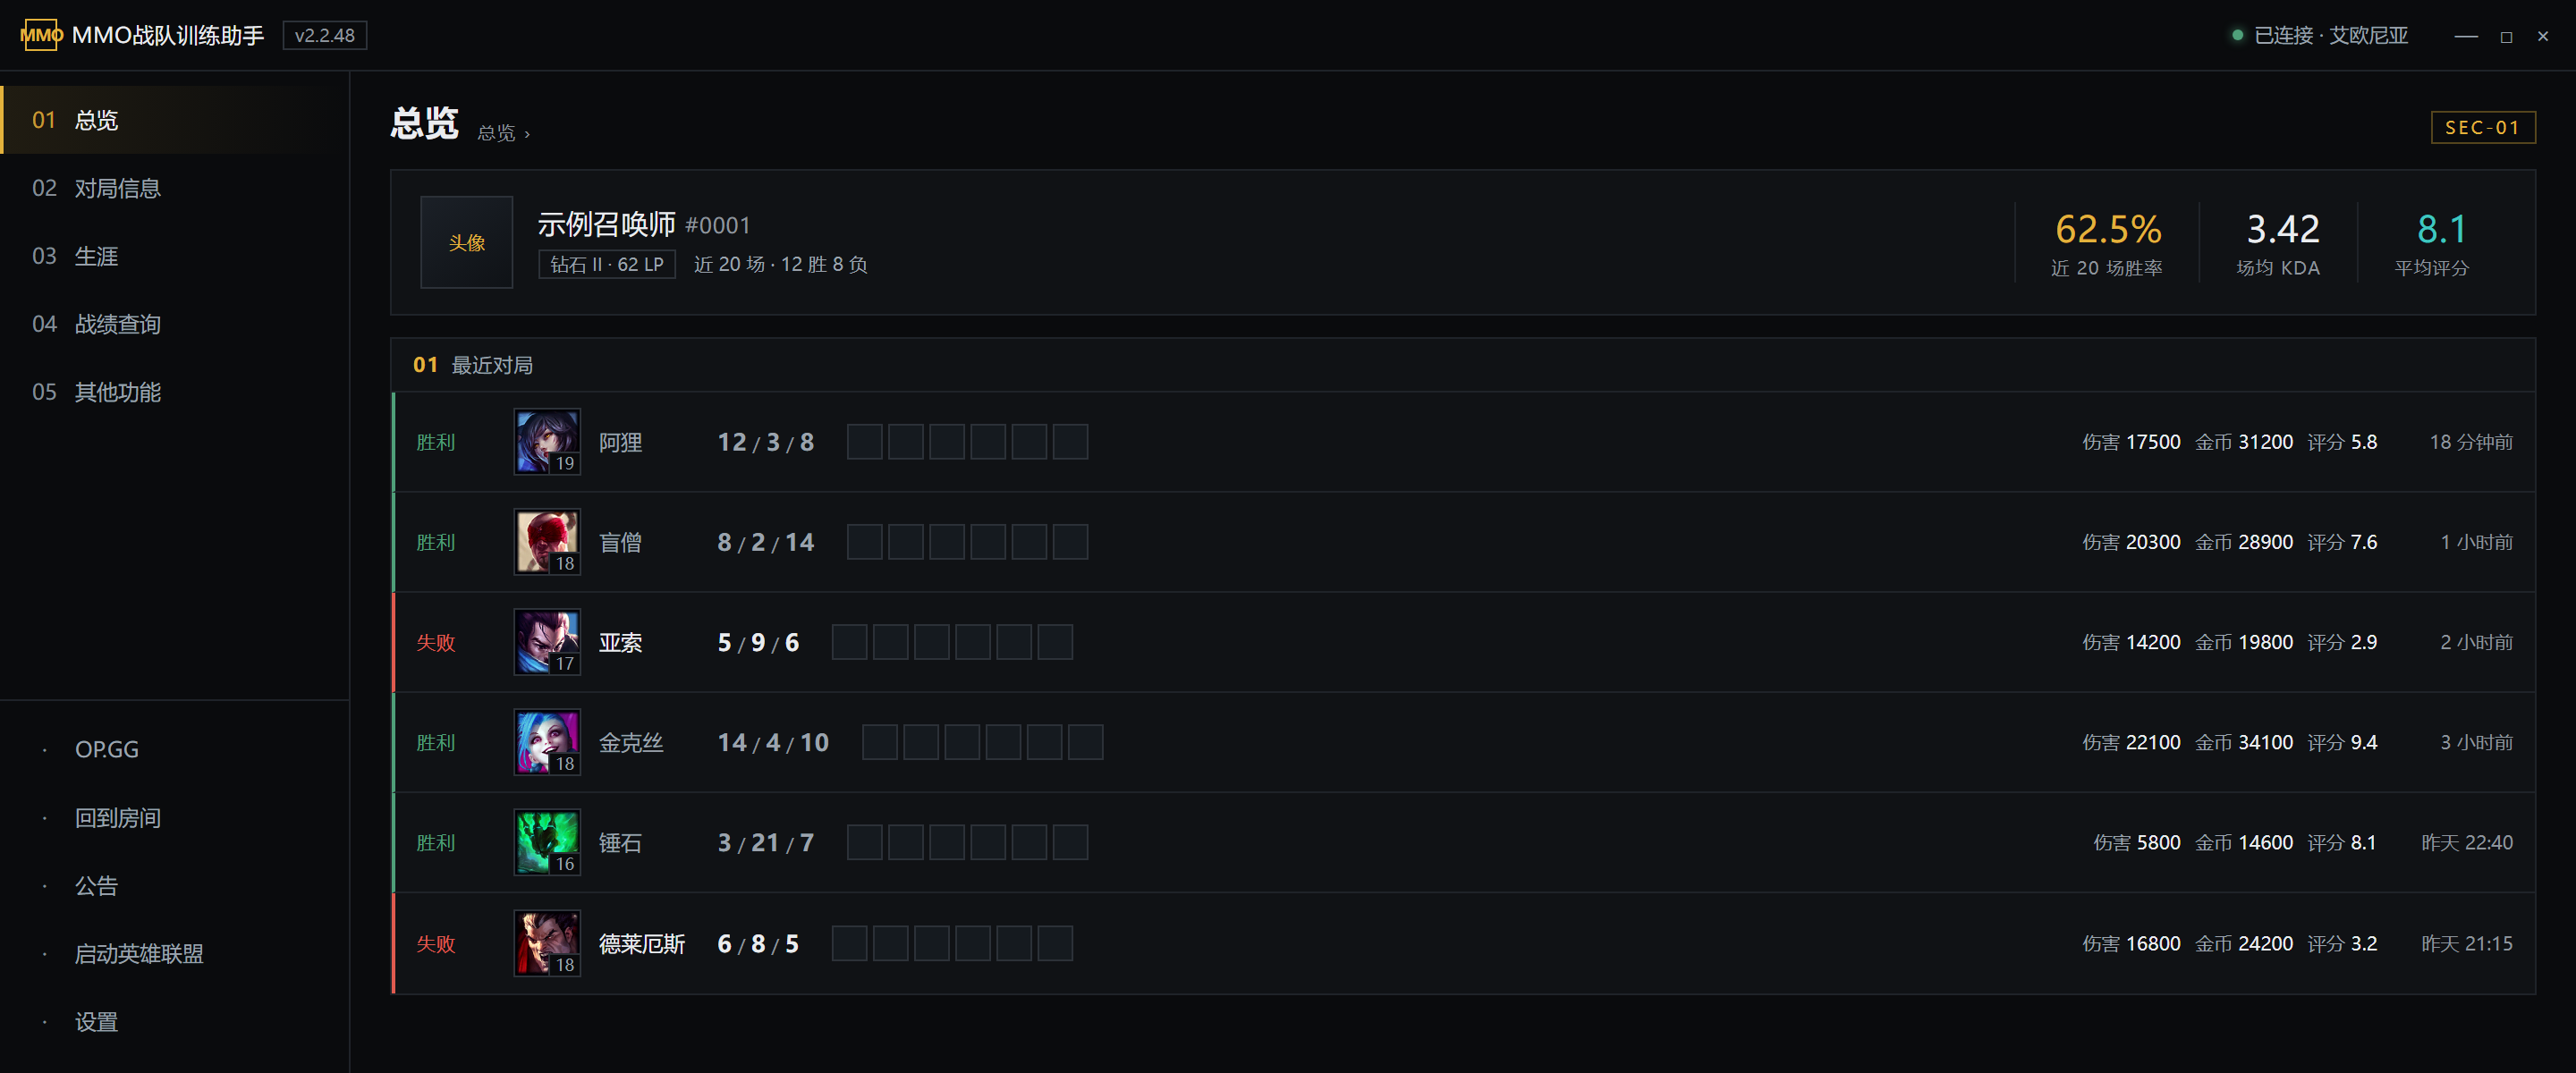 MMO MMO战队训练助手 v2.2.48 已连接 · 艾欧尼亚
01 总览
02 对局信息
03 生涯
04 战绩查询
05 其他功能
· OP.GG
· 回到房间
· 公告
· 启动英雄联盟
· 设置
总览 总览 › SEC-01
头像
示例召唤师 #0001
钻石 II · 62 LP 近 20 场 · 12 胜 8 负
62.5% 3.42 8.1
近 20 场胜率 场均 KDA 平均评分
01 最近对局
胜利 19 阿狸 12 / 3 / 8 伤害 17500 金币 31200 评分 5.8 18 分钟前
胜利 18 盲僧 8 / 2 / 14 伤害 20300 金币 28900 评分 7.6 1 小时前
失败 17 亚索 5 / 9 / 6 伤害 14200 金币 19800 评分 2.9 2 小时前
胜利 18 金克丝 14 / 4 / 10 伤害 22100 金币 34100 评分 9.4 3 小时前
胜利 16 锤石 3 / 21 / 7 伤害 5800 金币 14600 评分 8.1 昨天 22:40
失败 18 德莱厄斯 6 / 8 / 5 伤害 16800 金币 24200 评分 3.2 昨天 21:15